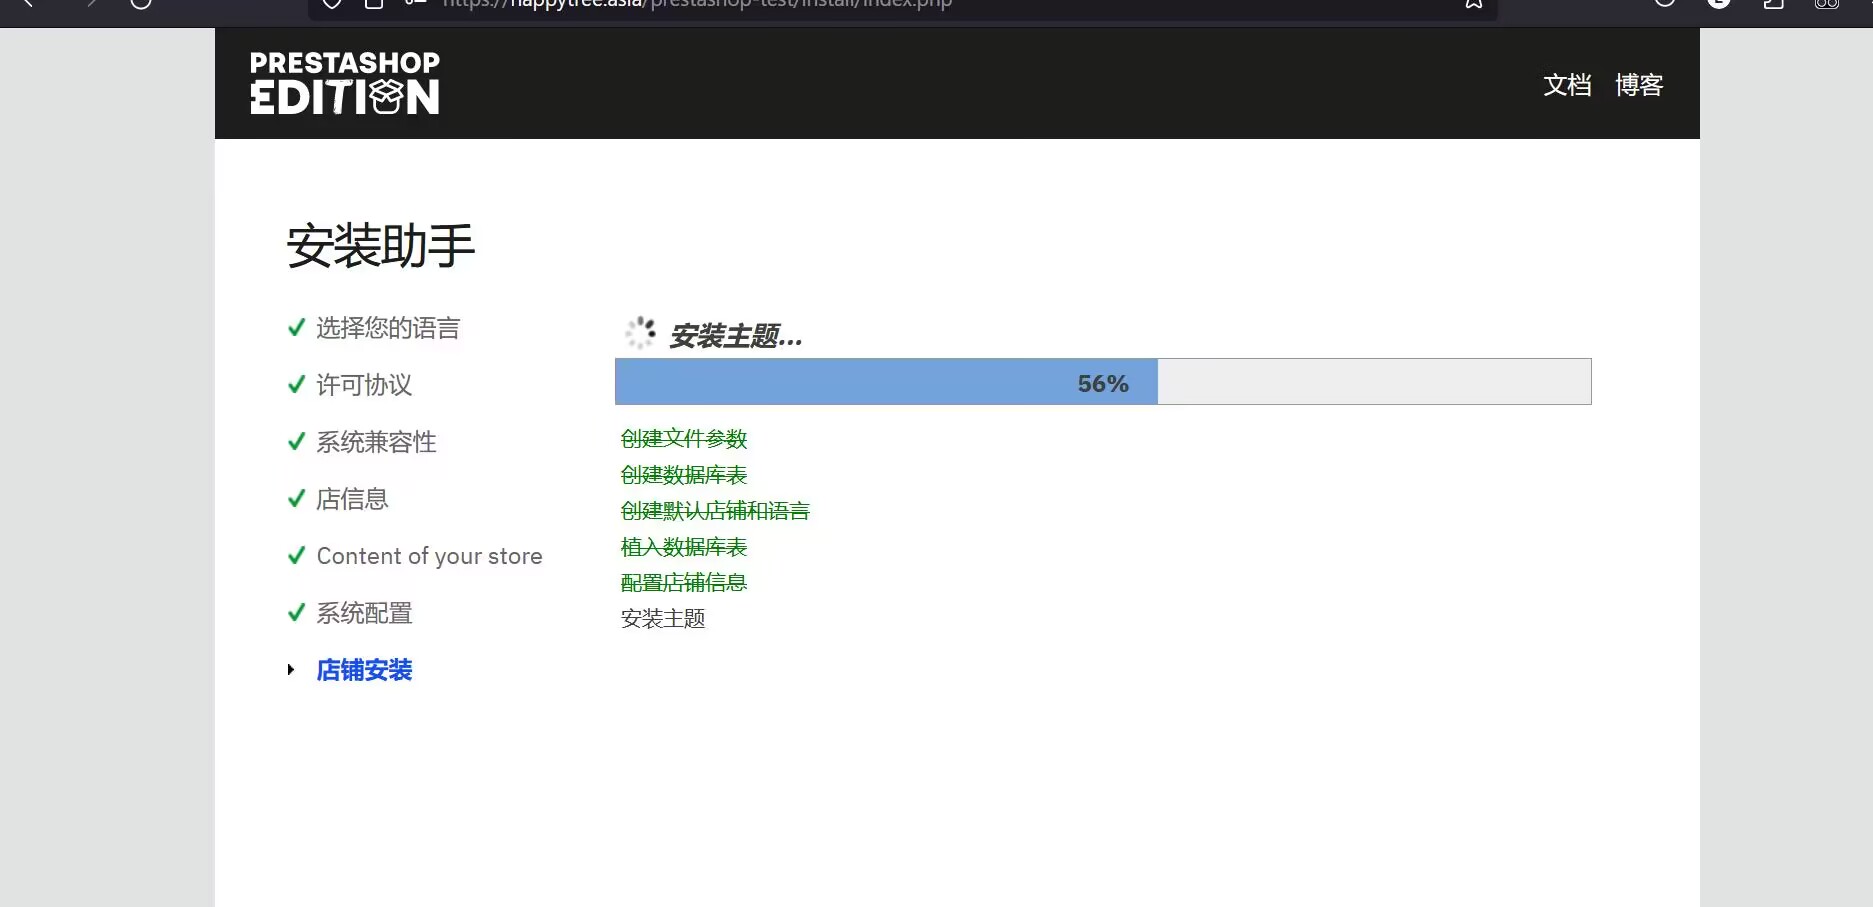 https://happytree.asia/prestashop-test/install/index.php
PRESTASHOP
EDITION
文档 博客
安装助手
选择您的语言
许可协议
系统兼容性
店信息
Content of your store
系统配置
店铺安装
安装主题...
56%
创建文件参数
创建数据库表
创建默认店铺和语言
植入数据库表
配置店铺信息
安装主题